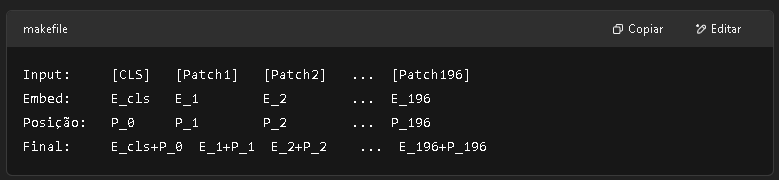 makefile Copiar Editar
Input: [CLS] [Patch1] [Patch2] ... [Patch196]
Embed: E_cls E_1 E_2 ... E_196
Posição: P_0 P_1 P_2 ... P_196
Final: E_cls+P_0 E_1+P_1 E_2+P_2 ... E_196+P_196